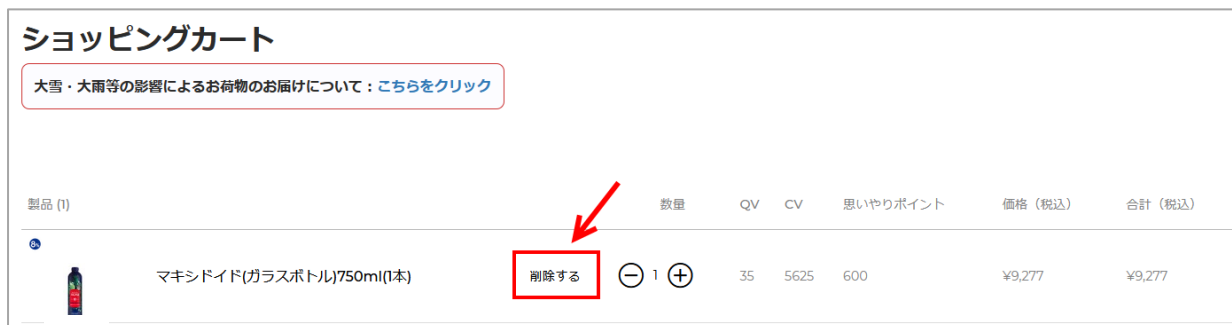 ショッピングカート
大雪・大雨等の影響によるお荷物のお届けについて：こちらをクリック
製品 (1) 数量 QV CV 思いやりポイント 価格（税込） 合計（税込）
8%
マキシドイド(ガラスボトル)750ml(1本) 削除する 1 35 5625 600 ¥9,277 ¥9,277